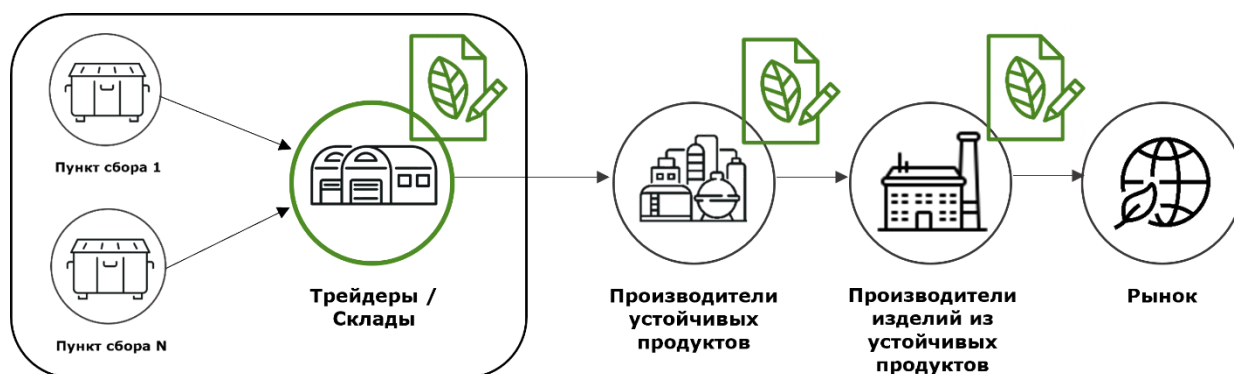 Пункт сбора 1
Пункт сбора N
Трейдеры /
Склады
Производители
устойчивых
продуктов
Производители
изделий из
устойчивых
продуктов
Рынок